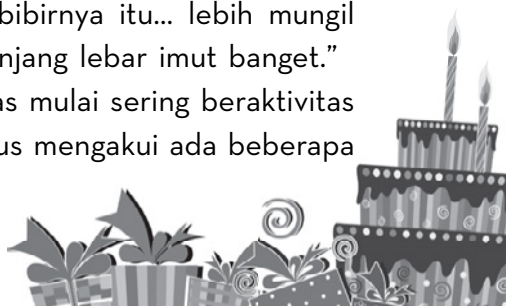 bibirnya itu... lebih mungil
njang lebar imut banget.”
as mulai sering beraktivitas
us mengakui ada beberapa